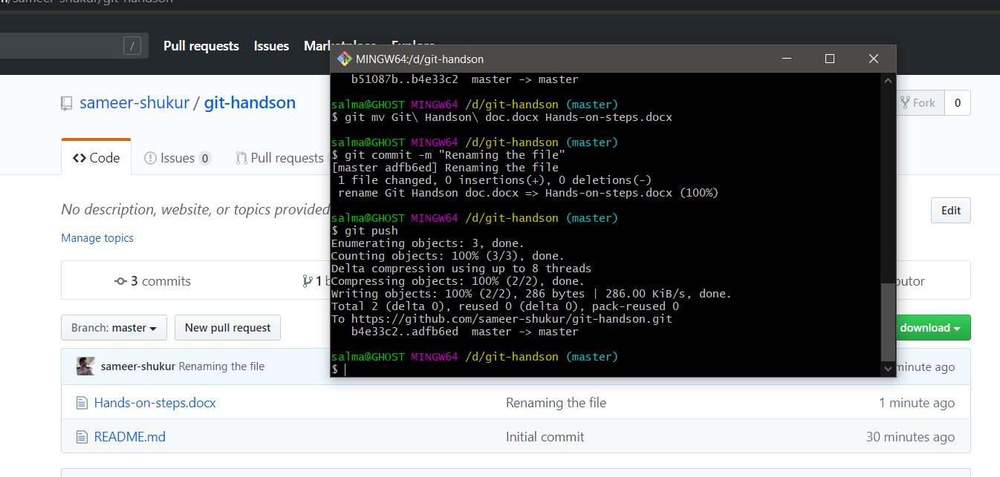 /sameer-shukur/git-handson
/
Pull requests Issues Marketplace Explore
sameer-shukur / git-handson
Fork 0
Code Issues 0 Pull requests
No description, website, or topics provided
Edit
Manage topics
3 commits 1
Branch: master New pull request
download
sameer-shukur Renaming the file
minute ago
Hands-on-steps.docx Renaming the file 1 minute ago
README.md Initial commit 30 minutes ago
MINGW64:/d/git-handson
b51087b..b4e33c2 master -> master
salma@GHOST MINGW64 /d/git-handson (master)
$ git mv Git\ Handson\ doc.docx Hands-on-steps.docx
salma@GHOST MINGW64 /d/git-handson (master)
$ git commit -m "Renaming the file"
[master adfb6ed] Renaming the file
1 file changed, 0 insertions(+), 0 deletions(-)
rename Git Handson doc.docx => Hands-on-steps.docx (100%)
salma@GHOST MINGW64 /d/git-handson (master)
$ git push
Enumerating objects: 3, done.
Counting objects: 100% (3/3), done.
Delta compression using up to 8 threads
Compressing objects: 100% (2/2), done.
Writing objects: 100% (2/2), 286 bytes | 286.00 KiB/s, done.
Total 2 (delta 0), reused 0 (delta 0), pack-reused 0
To https://github.com/sameer-shukur/git-handson.git
b4e33c2..adfb6ed master -> master
salma@GHOST MINGW64 /d/git-handson (master)
$